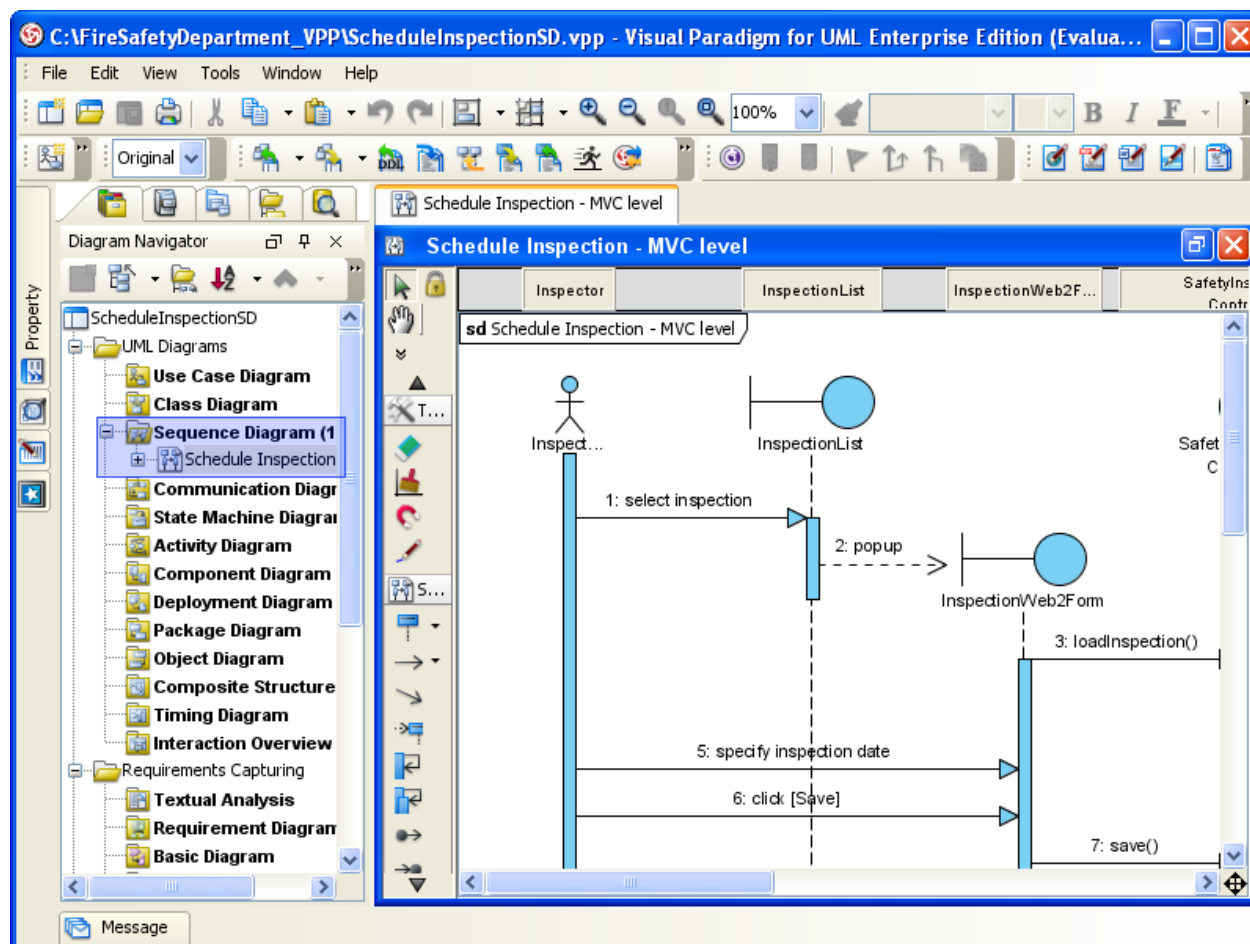 C:\FireSafetyDepartment_VPP\ScheduleInspectionSD.vpp - Visual Paradigm for UML Enterprise Edition (Evalua...
File Edit View Tools Window Help
100% B I F
Original DDL
Schedule Inspection - MVC level
Diagram Navigator
Schedule Inspection - MVC level
Property
Inspector InspectionList InspectionWeb2F... SafetyIns
Contr
ScheduleInspectionSD
sd Schedule Inspection - MVC level
UML Diagrams
Use Case Diagram
Class Diagram
T...
Sequence Diagram (1
Inspect... InspectionList Safet
Schedule Inspection
C
Communication Diagr
1: select inspection
State Machine Diagrar
Activity Diagram
2: popup
Component Diagram
S...
Deployment Diagram
InspectionWeb2Form
Package Diagram
3: loadInspection()
Object Diagram
Composite Structure
Timing Diagram
Interaction Overview
5: specify inspection date
Requirements Capturing
Textual Analysis
6: click [Save]
Requirement Diagram
Basic Diagram
7: save()
Message